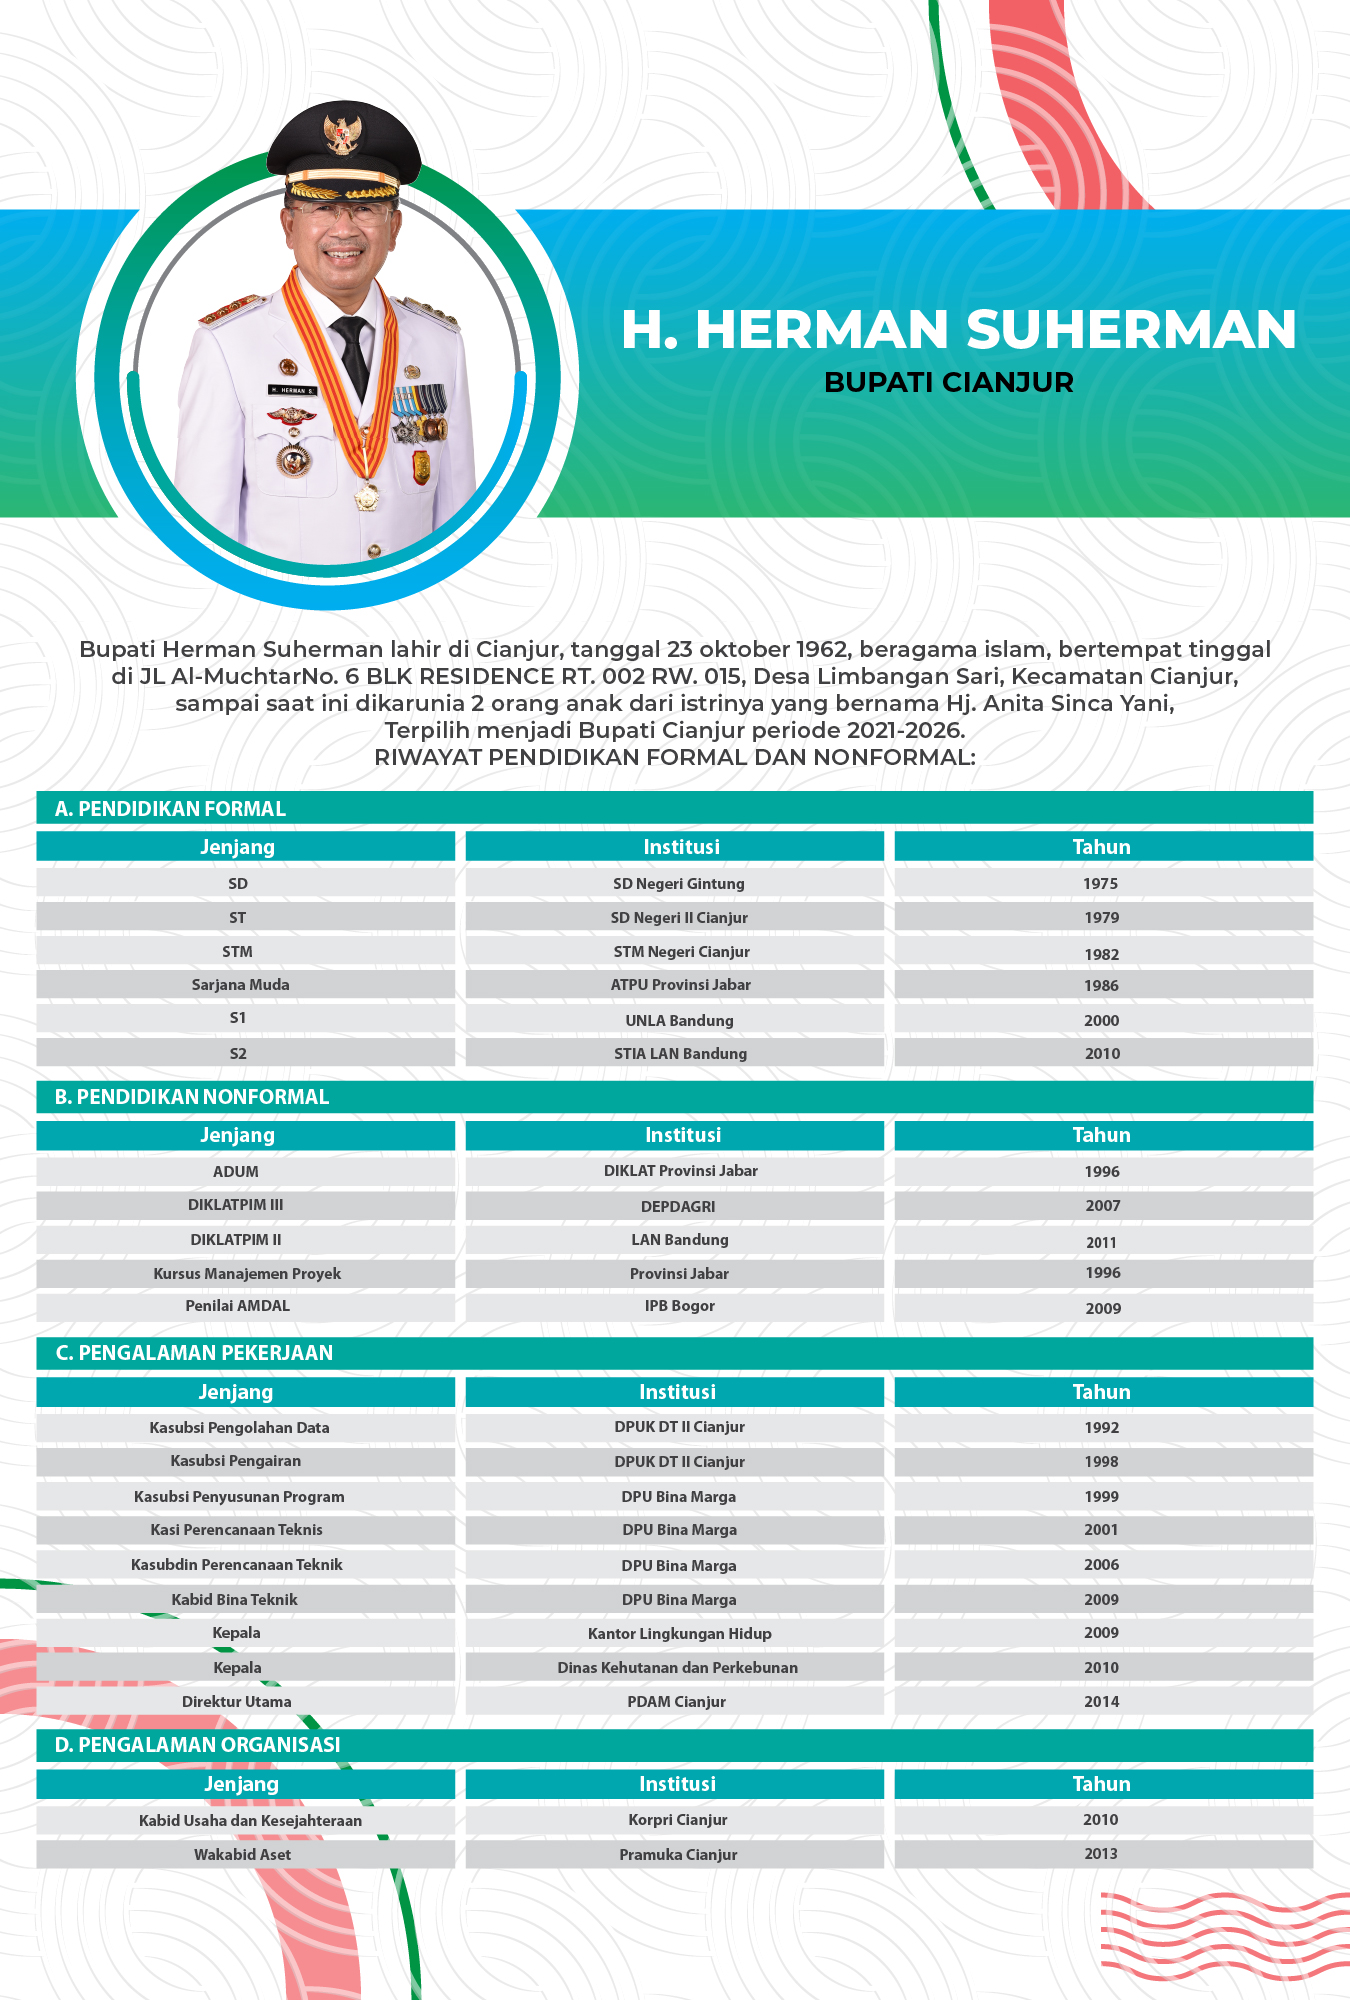 H. HERMAN S.
H. HERMAN SUHERMAN
BUPATI CIANJUR
Bupati Herman Suherman lahir di Cianjur, tanggal 23 oktober 1962, beragama islam, bertempat tinggal
di JL Al-MuchtarNo. 6 BLK RESIDENCE RT. 002 RW. 015, Desa Limbangan Sari, Kecamatan Cianjur,
sampai saat ini dikarunia 2 orang anak dari istrinya yang bernama Hj. Anita Sinca Yani,
Terpilih menjadi Bupati Cianjur periode 2021-2026.
RIWAYAT PENDIDIKAN FORMAL DAN NONFORMAL:
A. PENDIDIKAN FORMAL
Jenjang Institusi Tahun
SD SD Negeri Gintung 1975
ST SD Negeri II Cianjur 1979
STM STM Negeri Cianjur 1982
Sarjana Muda ATPU Provinsi Jabar 1986
S1 UNLA Bandung 2000
S2 STIA LAN Bandung 2010
B. PENDIDIKAN NONFORMAL
Jenjang Institusi Tahun
ADUM DIKLAT Provinsi Jabar 1996
DIKLATPIM III DEPDAGRI 2007
DIKLATPIM II LAN Bandung 2011
Kursus Manajemen Proyek Provinsi Jabar 1996
Penilai AMDAL IPB Bogor 2009
C. PENGALAMAN PEKERJAAN
Jenjang Institusi Tahun
Kasubsi Pengolahan Data DPUK DT II Cianjur 1992
Kasubsi Pengairan DPUK DT II Cianjur 1998
Kasubsi Penyusunan Program DPU Bina Marga 1999
Kasi Perencanaan Teknis DPU Bina Marga 2001
Kasubdin Perencanaan Teknik DPU Bina Marga 2006
Kabid Bina Teknik DPU Bina Marga 2009
Kepala Kantor Lingkungan Hidup 2009
Kepala Dinas Kehutanan dan Perkebunan 2010
Direktur Utama PDAM Cianjur 2014
D. PENGALAMAN ORGANISASI
Jenjang Institusi Tahun
Kabid Usaha dan Kesejahteraan Korpri Cianjur 2010
Wakabid Aset Pramuka Cianjur 2013